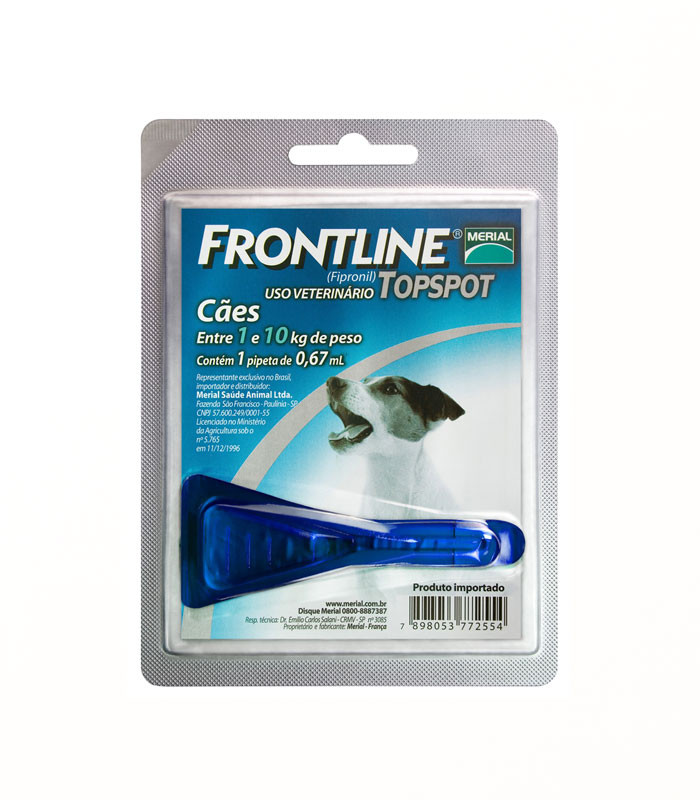 FRONTLINE®
MERIAL
(Fipronil) TOPSPOT
USO VETERINÁRIO
Cães
Entre 1 e 10 kg de peso
Contém 1 pipeta de 0,67 mL
Representante exclusivo no Brasil,
importador e distribuidor:
Merial Saúde Animal Ltda.
Fazenda São Francisco - Paulínia - SP
CNPJ 57.600.249/0001-55
Licenciado no Ministério
da Agricultura sob o
nº 5.765
em 11/12/1996
Produto importado
www.merial.com.br
Disque Merial 0800-8887387
Resp. técnica: Dr. Emílio Carlos Salani - CRMV - SP nº 3085
Proprietário e fabricante: Merial - França
7 898053 772554